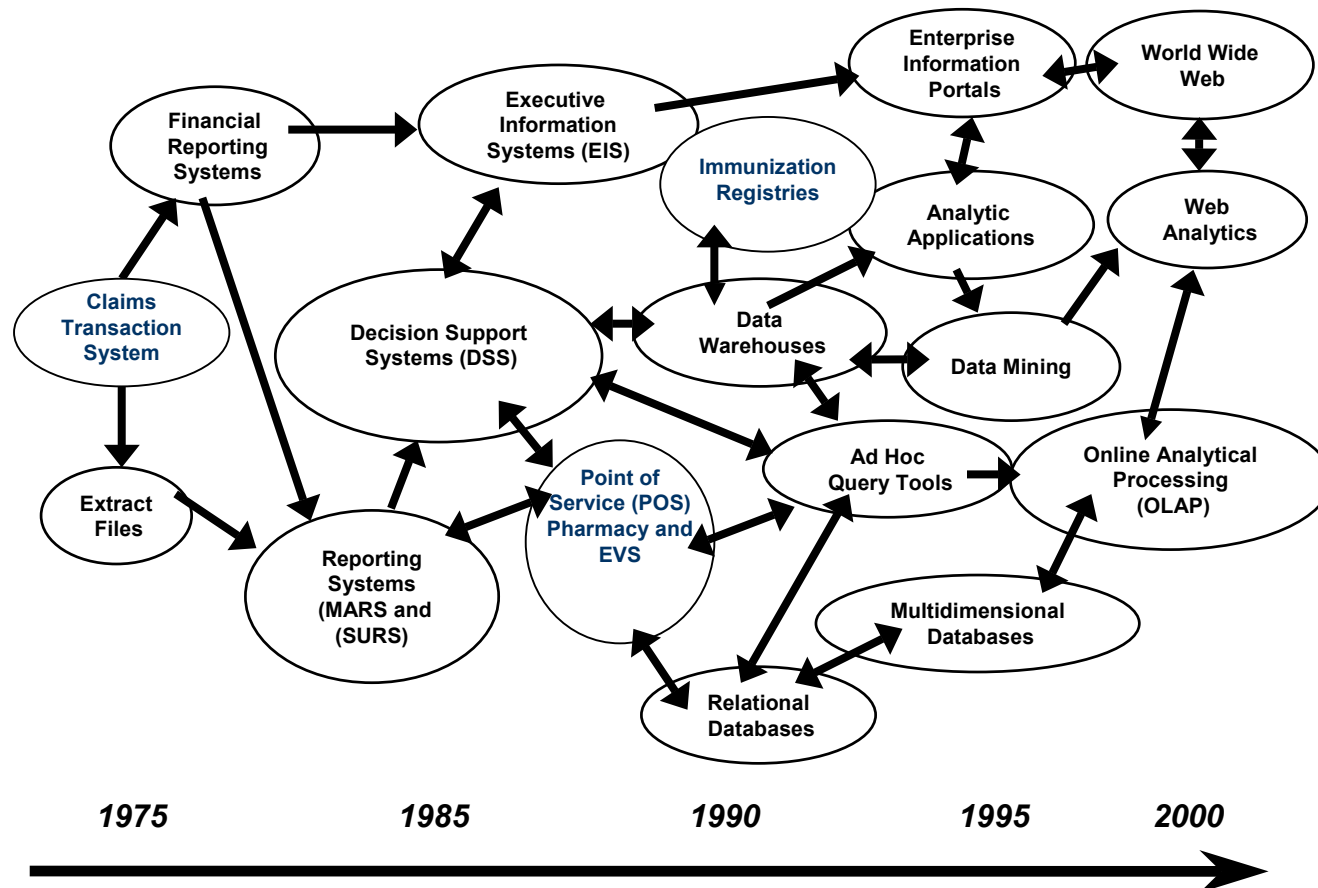 Enterprise
Information
Portals
World Wide
Web
Executive
Information
Systems (EIS)
Financial
Reporting
Systems
Immunization
Registries
Analytic
Applications
Web
Analytics
Claims
Transaction
System
Decision Support
Systems (DSS)
Data
Warehouses
Data Mining
Extract
Files
Point of
Service (POS)
Pharmacy and
EVS
Ad Hoc
Query Tools
Online Analytical
Processing
(OLAP)
Reporting
Systems
(MARS and
(SURS)
Multidimensional
Databases
Relational
Databases
1975
1985
1990
1995
2000